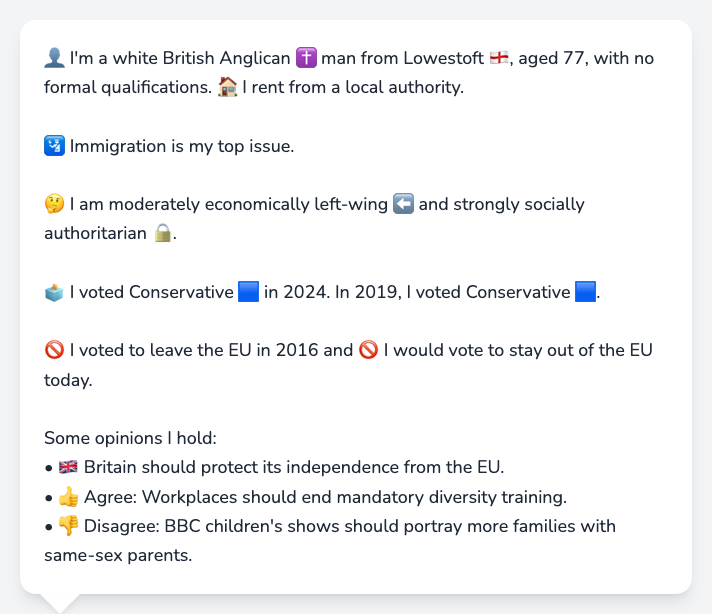 👤 I'm a white British Anglican ✝️ man from Lowestoft 🏴󠁧󠁢󠁥󠁮󠁧󠁿, aged 77, with no
formal qualifications. 🏠 I rent from a local authority.
🛂 Immigration is my top issue.
🤔 I am moderately economically left-wing ⬅️ and strongly socially
authoritarian 🔒.
🗳️ I voted Conservative 🟦 in 2024. In 2019, I voted Conservative 🟦.
🚫 I voted to leave the EU in 2016 and 🚫 I would vote to stay out of the EU
today.
Some opinions I hold:
• 🇬🇧 Britain should protect its independence from the EU.
• 👍 Agree: Workplaces should end mandatory diversity training.
• 👎 Disagree: BBC children's shows should portray more families with
same-sex parents.